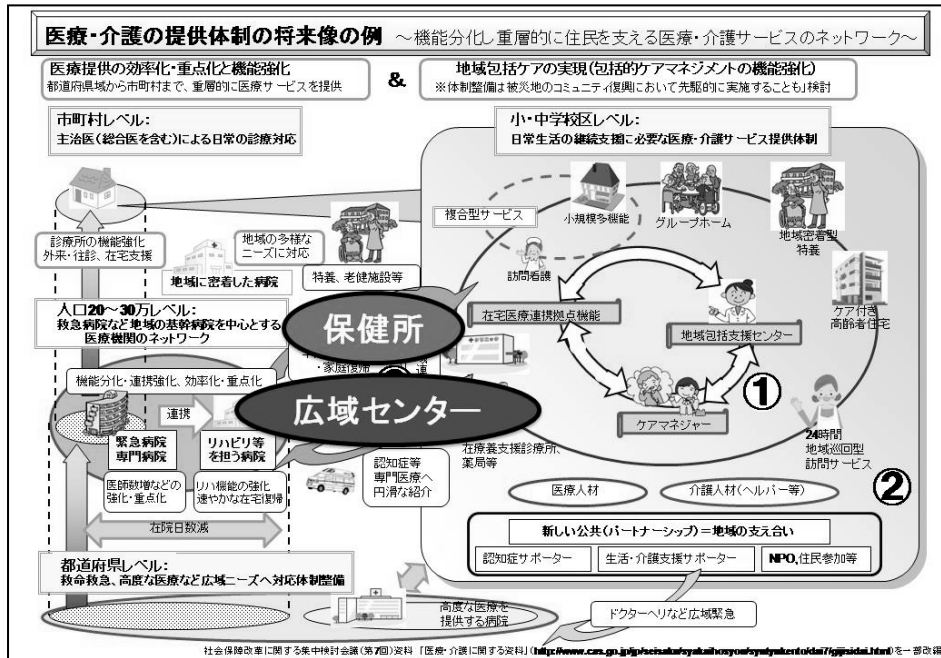 医療・介護の提供体制の将来像の例 ～機能分化し重層的に住民を支える医療・介護サービスのネットワーク～
医療提供の効率化・重点化と機能強化
都道府県域から市町村まで、重層的に医療サービスを提供
&
地域包括ケアの実現(包括的ケアマネジメントの機能強化)
※体制整備は被災地のコミュニティ復興において先駆的に実施することも」検討
市町村レベル:
主治医(総合医を含む)による日常の診療対応
小・中学校区レベル:
日常生活の継続支援に必要な医療・介護サービス提供体制
診療所の機能強化
外来・往診、在宅支援
地域の多様な
ニーズに対応
地域に密着した病院
特養、老健施設等
複合型サービス
小規模多機能
グループホーム
地域密着型
特養
訪問看護
ケア付き
高齢者住宅
在宅医療連携拠点機能
地域包括支援センター
ケアマネジャー
①
24時間
地域巡回型
訪問サービス
②
人口20～30万レベル:
救急病院など地域の基幹病院を中心とする
医療機関のネットワーク
保健所
・家庭復帰
広域センター
機能分化・連携強化、効率化・重点化
連携
緊急病院
専門病院
リハビリ等
を担う病院
医師数増などの
強化・重点化
リハ機能の強化
速やかな在宅復帰
在院日数減
認知症等
専門医療へ
円滑な紹介
在療養支援診療所、
薬局等
医療人材
介護人材(ヘルパー等)
新しい公共(パートナーシップ)＝地域の支え合い
認知症サポーター
生活・介護支援サポーター
NPO,住民参加等
都道府県レベル:
救命救急、高度な医療など広域ニーズへ対応体制整備
高度な医療を
提供する病院
ドクターヘリなど広域緊急
社会保障改革に関する集中検討会議(第7回)資料 「医療・介護に関する資料」(http://www.cas.go.jp/jp/seisaku/syakaihosyou/syutyukento/dai7/gijisidai.html)を一部改編